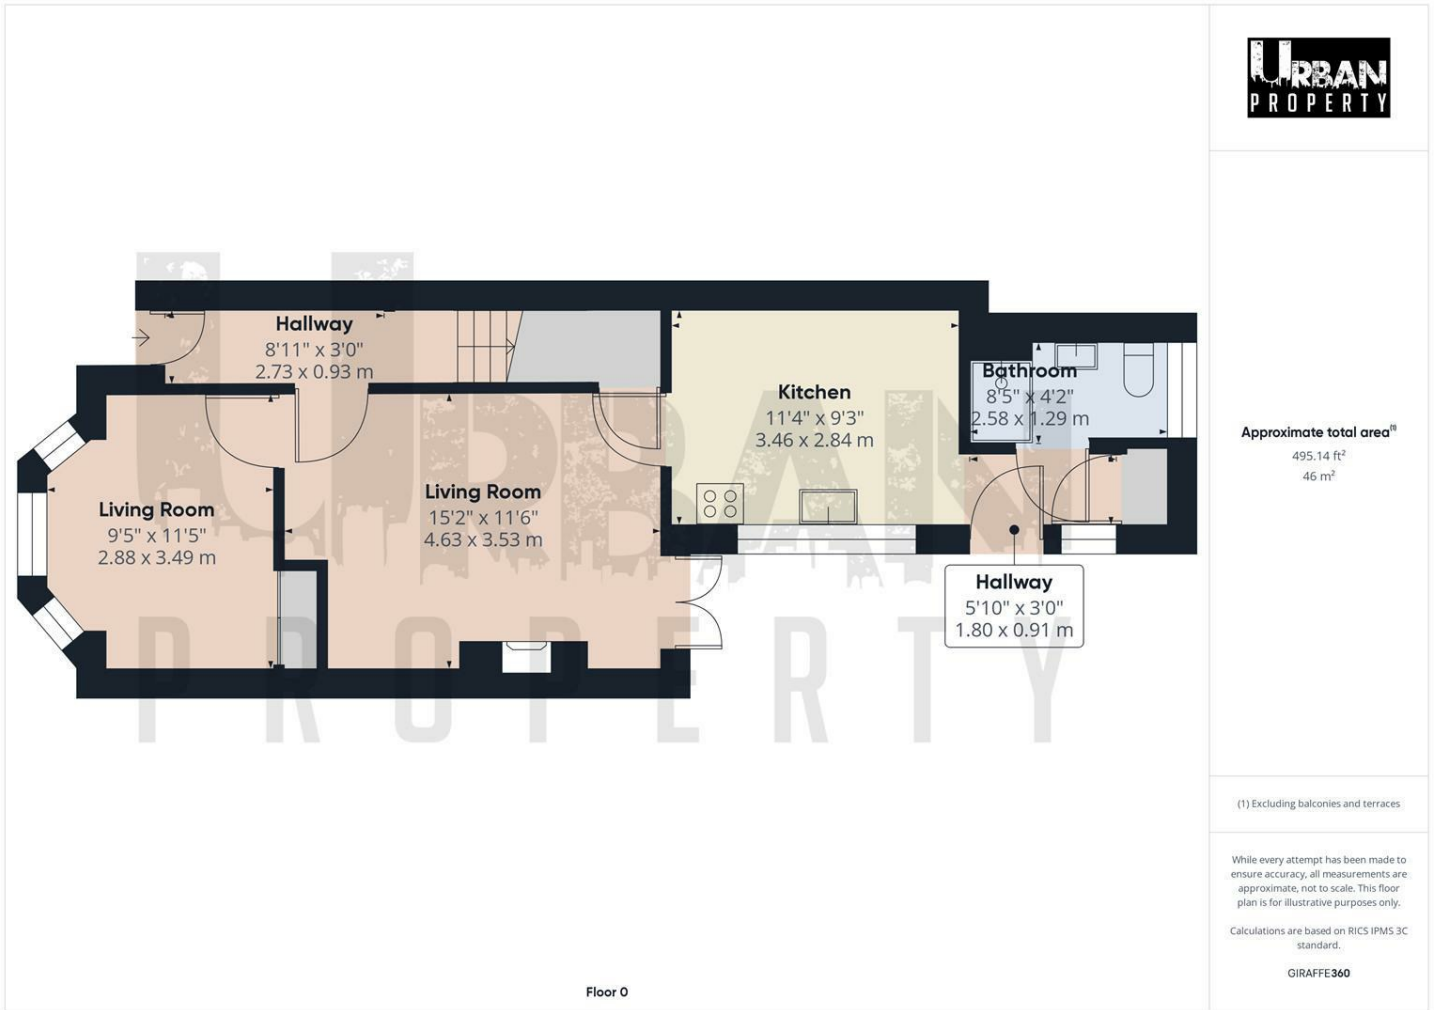 URBAN
PROPERTY
Hallway
8'11" x 3'0"
2.73 x 0.93 m
Living Room
9'5" x 11'5"
2.88 x 3.49 m
Living Room
15'2" x 11'6"
4.63 x 3.53 m
Kitchen
11'4" x 9'3"
3.46 x 2.84 m
Bathroom
8'5" x 4'2"
2.58 x 1.29 m
Hallway
5'10" x 3'0"
1.80 x 0.91 m
URBAN
PROPERTY
Floor 0
Approximate total area(1)
495.14 ft²
46 m²
(1) Excluding balconies and terraces
While every attempt has been made to
ensure accuracy, all measurements are
approximate, not to scale. This floor
plan is for illustrative purposes only.
Calculations are based on RICS IPMS 3C
standard.
GIRAFFE360